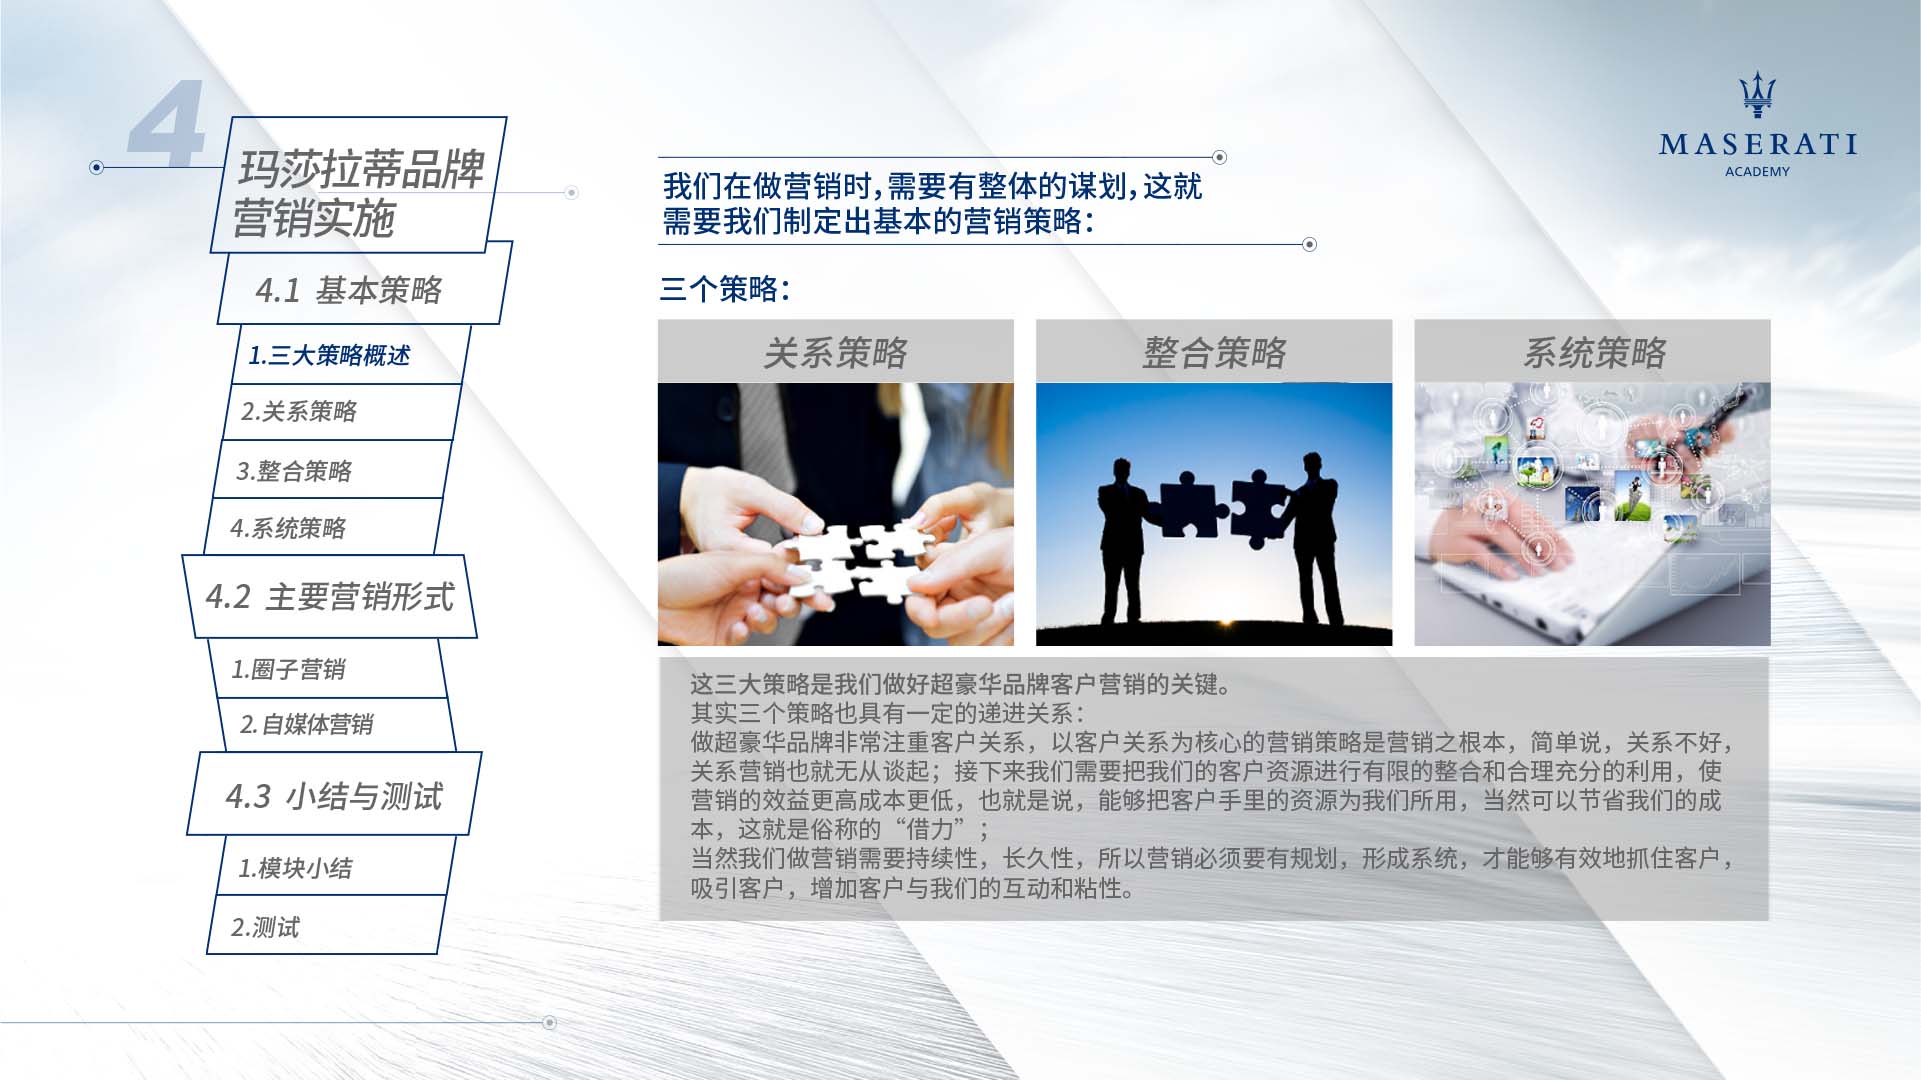 4
玛莎拉蒂品牌
营销实施
4.1 基本策略
1.三大策略概述
2.关系策略
3.整合策略
4.系统策略
4.2 主要营销形式
1.圈子营销
2.自媒体营销
4.3 小结与测试
1.模块小结
2.测试
MASERATI
ACADEMY
我们在做营销时，需要有整体的谋划，这就
需要我们制定出基本的营销策略：
三个策略：
关系策略
整合策略
系统策略
这三大策略是我们做好超豪华品牌客户营销的关键。
其实三个策略也具有一定的递进关系：
做超豪华品牌非常注重客户关系，以客户关系为核心的营销策略是营销之根本，简单说，关系不好，
关系营销也就无从谈起；接下来我们需要把我们的客户资源进行有限的整合和合理充分的利用，使
营销的效益更高成本更低，也就是说，能够把客户手里的资源为我们所用，当然可以节省我们的成
本，这就是俗称的“借力”；
当然我们做营销需要持续性，长久性，所以营销必须要有规划，形成系统，才能够有效地抓住客户，
吸引客户，增加客户与我们的互动和粘性。